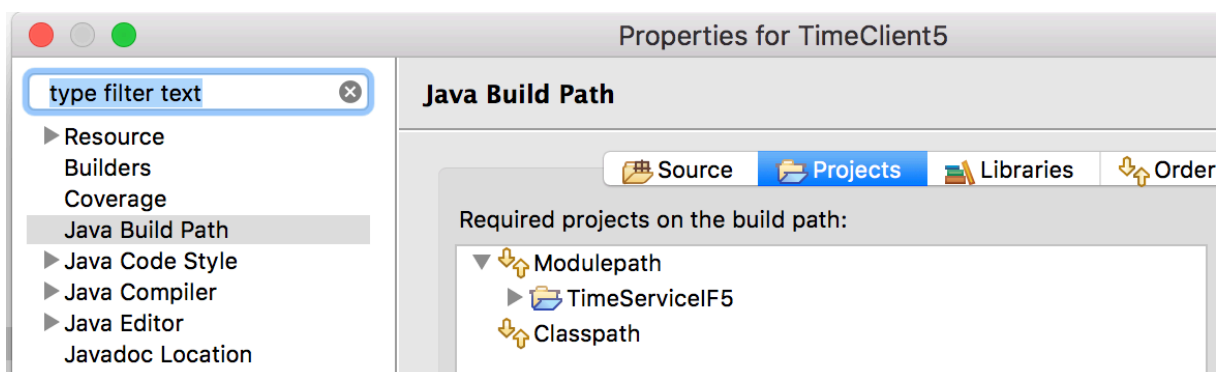 Properties for TimeClient5
type filter text
Resource
Builders
Coverage
Java Build Path
Java Code Style
Java Compiler
Java Editor
Javadoc Location
Java Build Path
Source Projects Libraries Order
Required projects on the build path:
Modulepath
TimeServiceIF5
Classpath